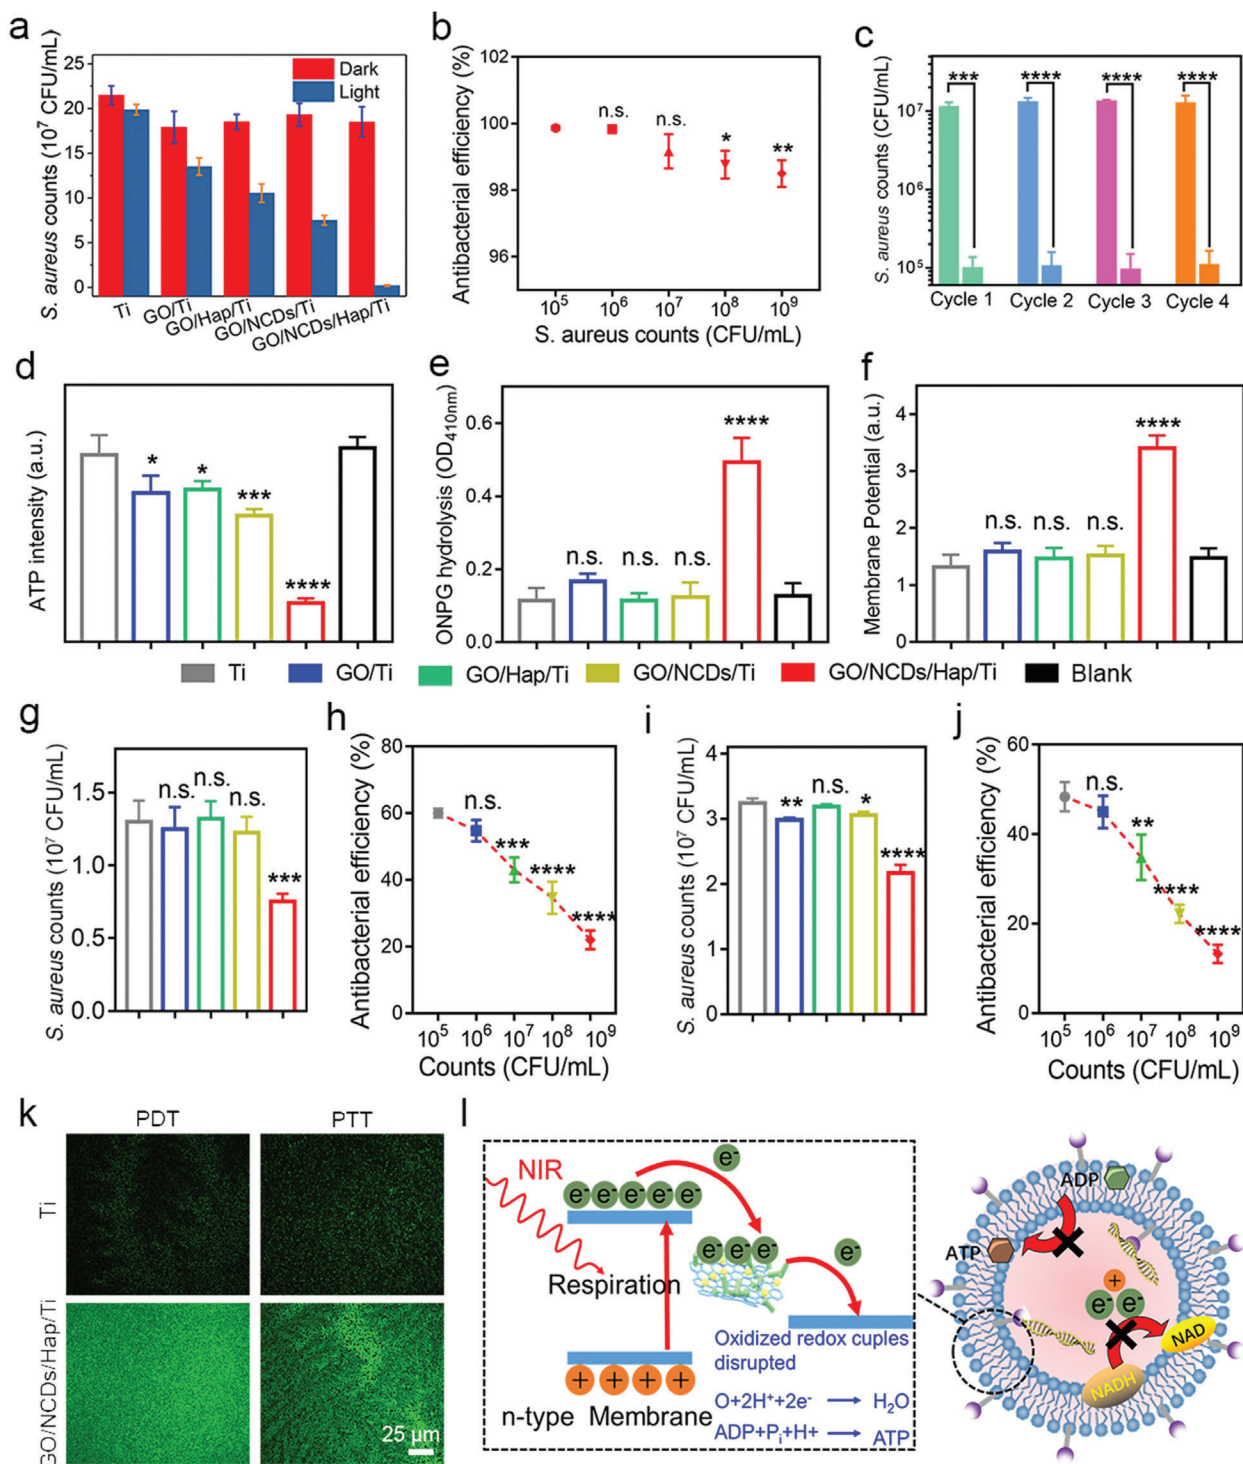 a
S. aureus counts (10⁷ CFU/mL)
25
20
15
10
5
0
Dark
Light
Ti
GO/Ti
GO/Hap/Ti
GO/NCDs/Ti
GO/NCDs/Hap/Ti
b
Antibacterial efficiency (%)
102
100
98
96
n.s.
n.s.
*
**
10⁵ 10⁶ 10⁷ 10⁸ 10⁹
S. aureus counts (CFU/mL)
c
S. aureus counts (CFU/mL)
10⁷
10⁶
10⁵
*** **** **** ****
Cycle 1 Cycle 2 Cycle 3 Cycle 4
d
ATP intensity (a.u.)
* * *** ****
e
ONPG hydrolysis (OD410nm)
0.6
0.4
0.2
0.0
n.s. n.s. n.s. ****
f
Membrane Potential (a.u.)
4
3
2
1
0
n.s. n.s. n.s. ****
Ti GO/Ti GO/Hap/Ti GO/NCDs/Ti GO/NCDs/Hap/Ti Blank
g
S. aureus counts (10⁷ CFU/mL)
1.5
1.0
0.5
0.0
n.s. n.s. n.s. ***
h
Antibacterial efficiency (%)
80
60
40
20
0
n.s.
***
****
****
10⁵ 10⁶ 10⁷ 10⁸ 10⁹
Counts (CFU/mL)
i
S. aureus counts (10⁷ CFU/mL)
4
3
2
1
0
** n.s. * ****
j
Antibacterial efficiency (%)
60
40
20
0
n.s.
**
****
****
10⁵ 10⁶ 10⁷ 10⁸ 10⁹
Counts (CFU/mL)
k
PDT PTT
Ti
GO/NCDs/Hap/Ti
25 µm
l
NIR
e⁻
e⁻ e⁻ e⁻ e⁻ e⁻
e⁻ e⁻ e⁻
e⁻
Respiration
+ + + +
n-type Membrane
Oxidized redox cuples
disrupted
O+2H⁺+2e⁻ → H₂O
ADP+Pᵢ+H+ → ATP
ADP
ATP
+
e⁻ e⁻
NAD
NADH